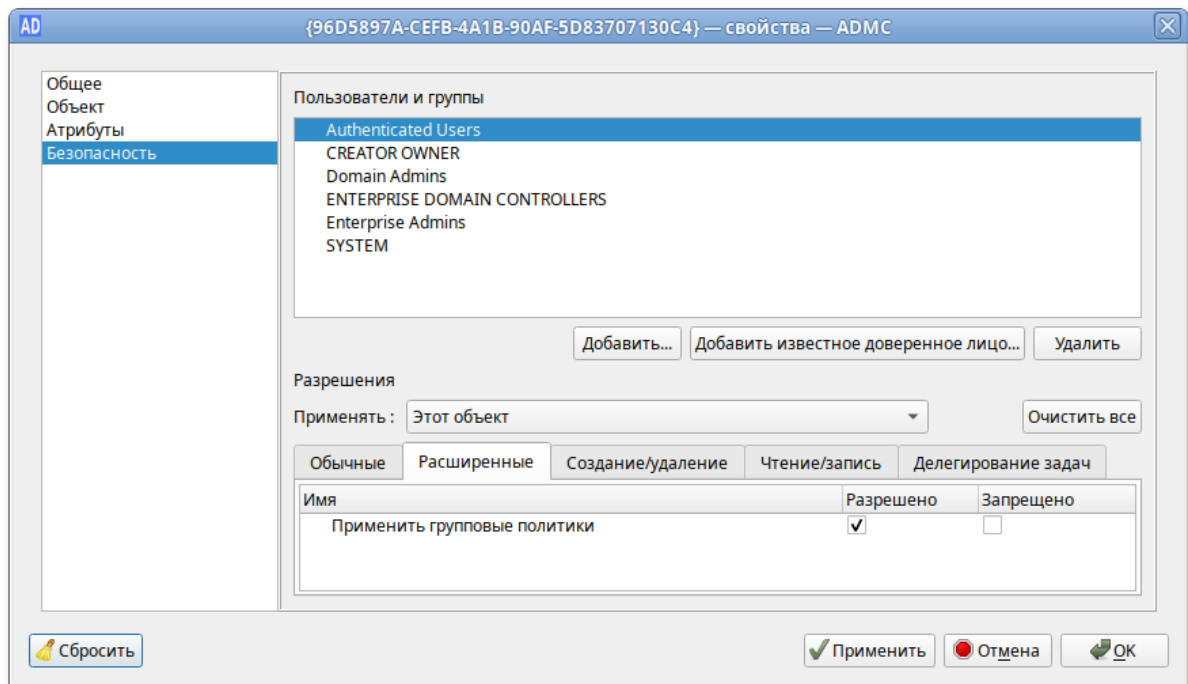 AD {96D5897A-CEFB-4A1B-90AF-5D83707130C4} — свойства — ADMC
Общее
Объект
Атрибуты
Безопасность
Пользователи и группы
Authenticated Users
CREATOR OWNER
Domain Admins
ENTERPRISE DOMAIN CONTROLLERS
Enterprise Admins
SYSTEM
Добавить... Добавить известное доверенное лицо... Удалить
Разрешения
Применять : Этот объект Очистить все
Обычные Расширенные Создание/удаление Чтение/запись Делегирование задач
Имя Разрешено Запрещено
Применить групповые политики
Сбросить Применить Отмена OK